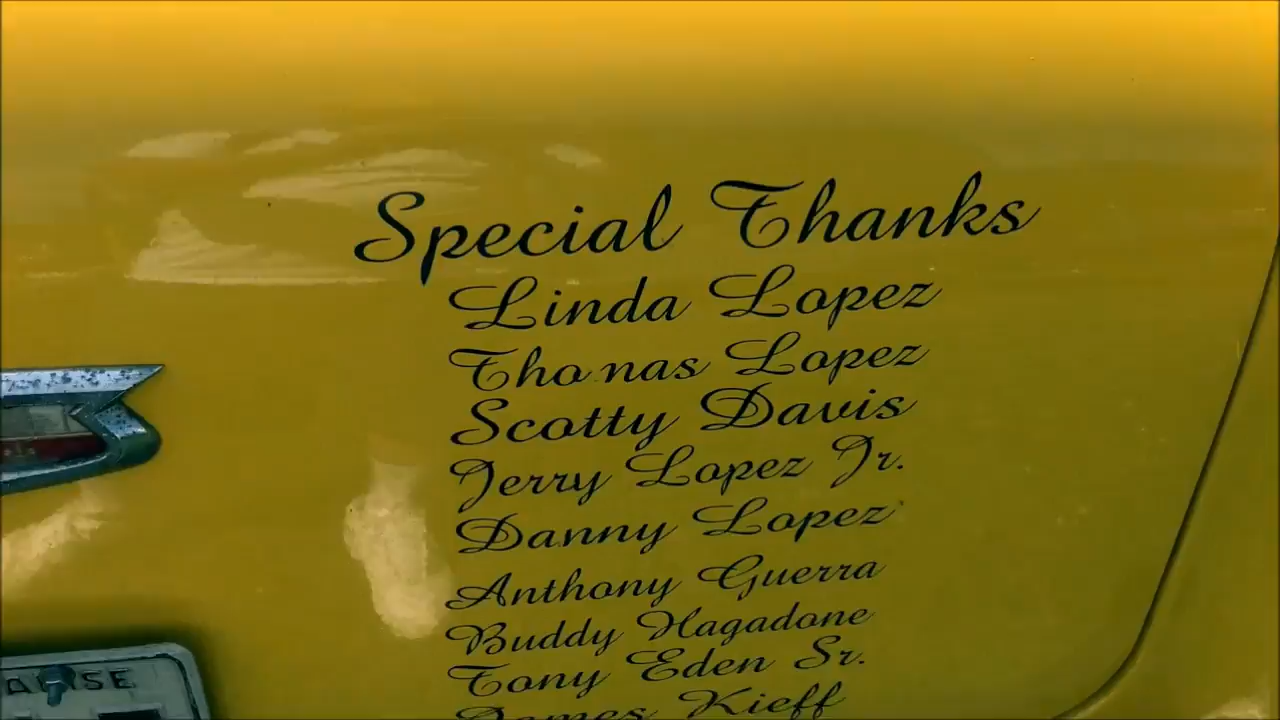 Special Thanks
Linda Lopez
Thomas Lopez
Scotty Davis
Jerry Lopez Jr.
Danny Lopez
Anthony Guerra
Buddy Hagadone
Tony Eden Sr.
James Kieff